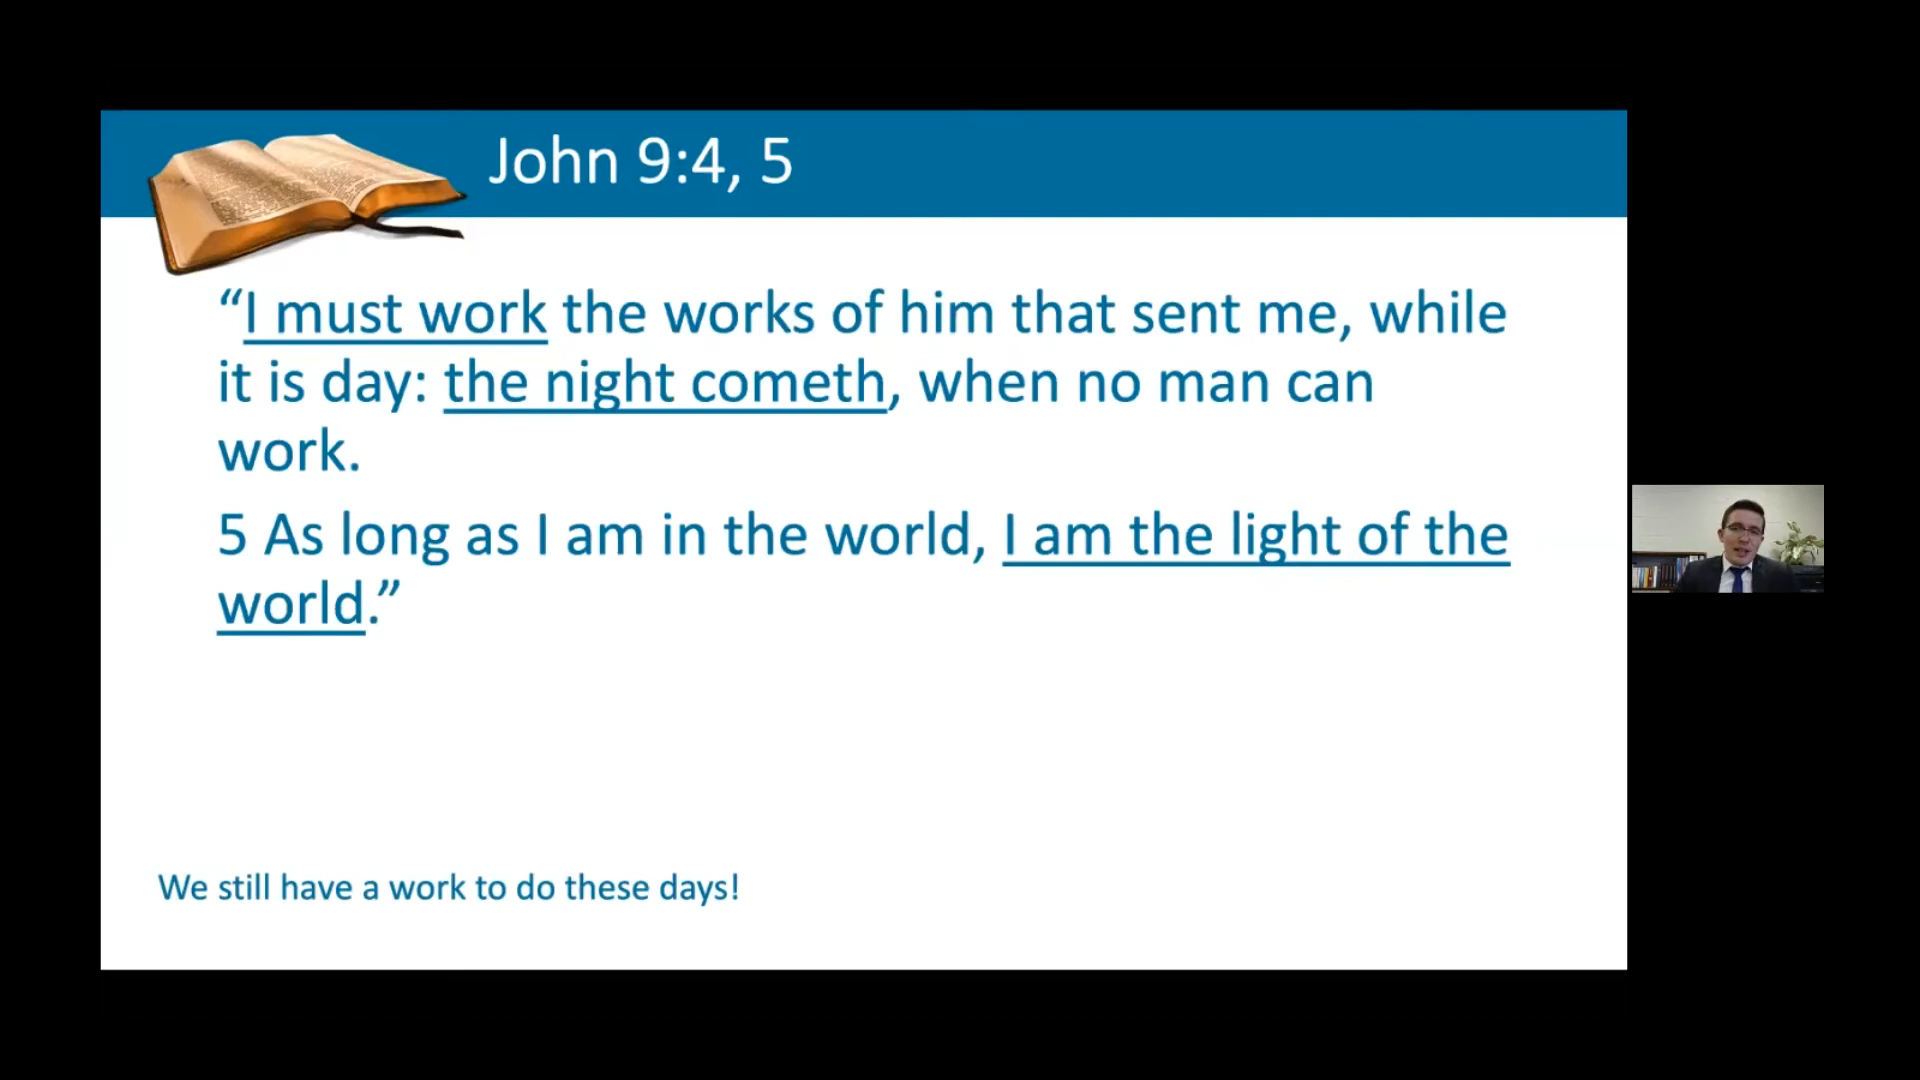 John 9:4, 5
“I must work the works of him that sent me, while
it is day: the night cometh, when no man can
work.
5 As long as I am in the world, I am the light of the
world.”
We still have a work to do these days!